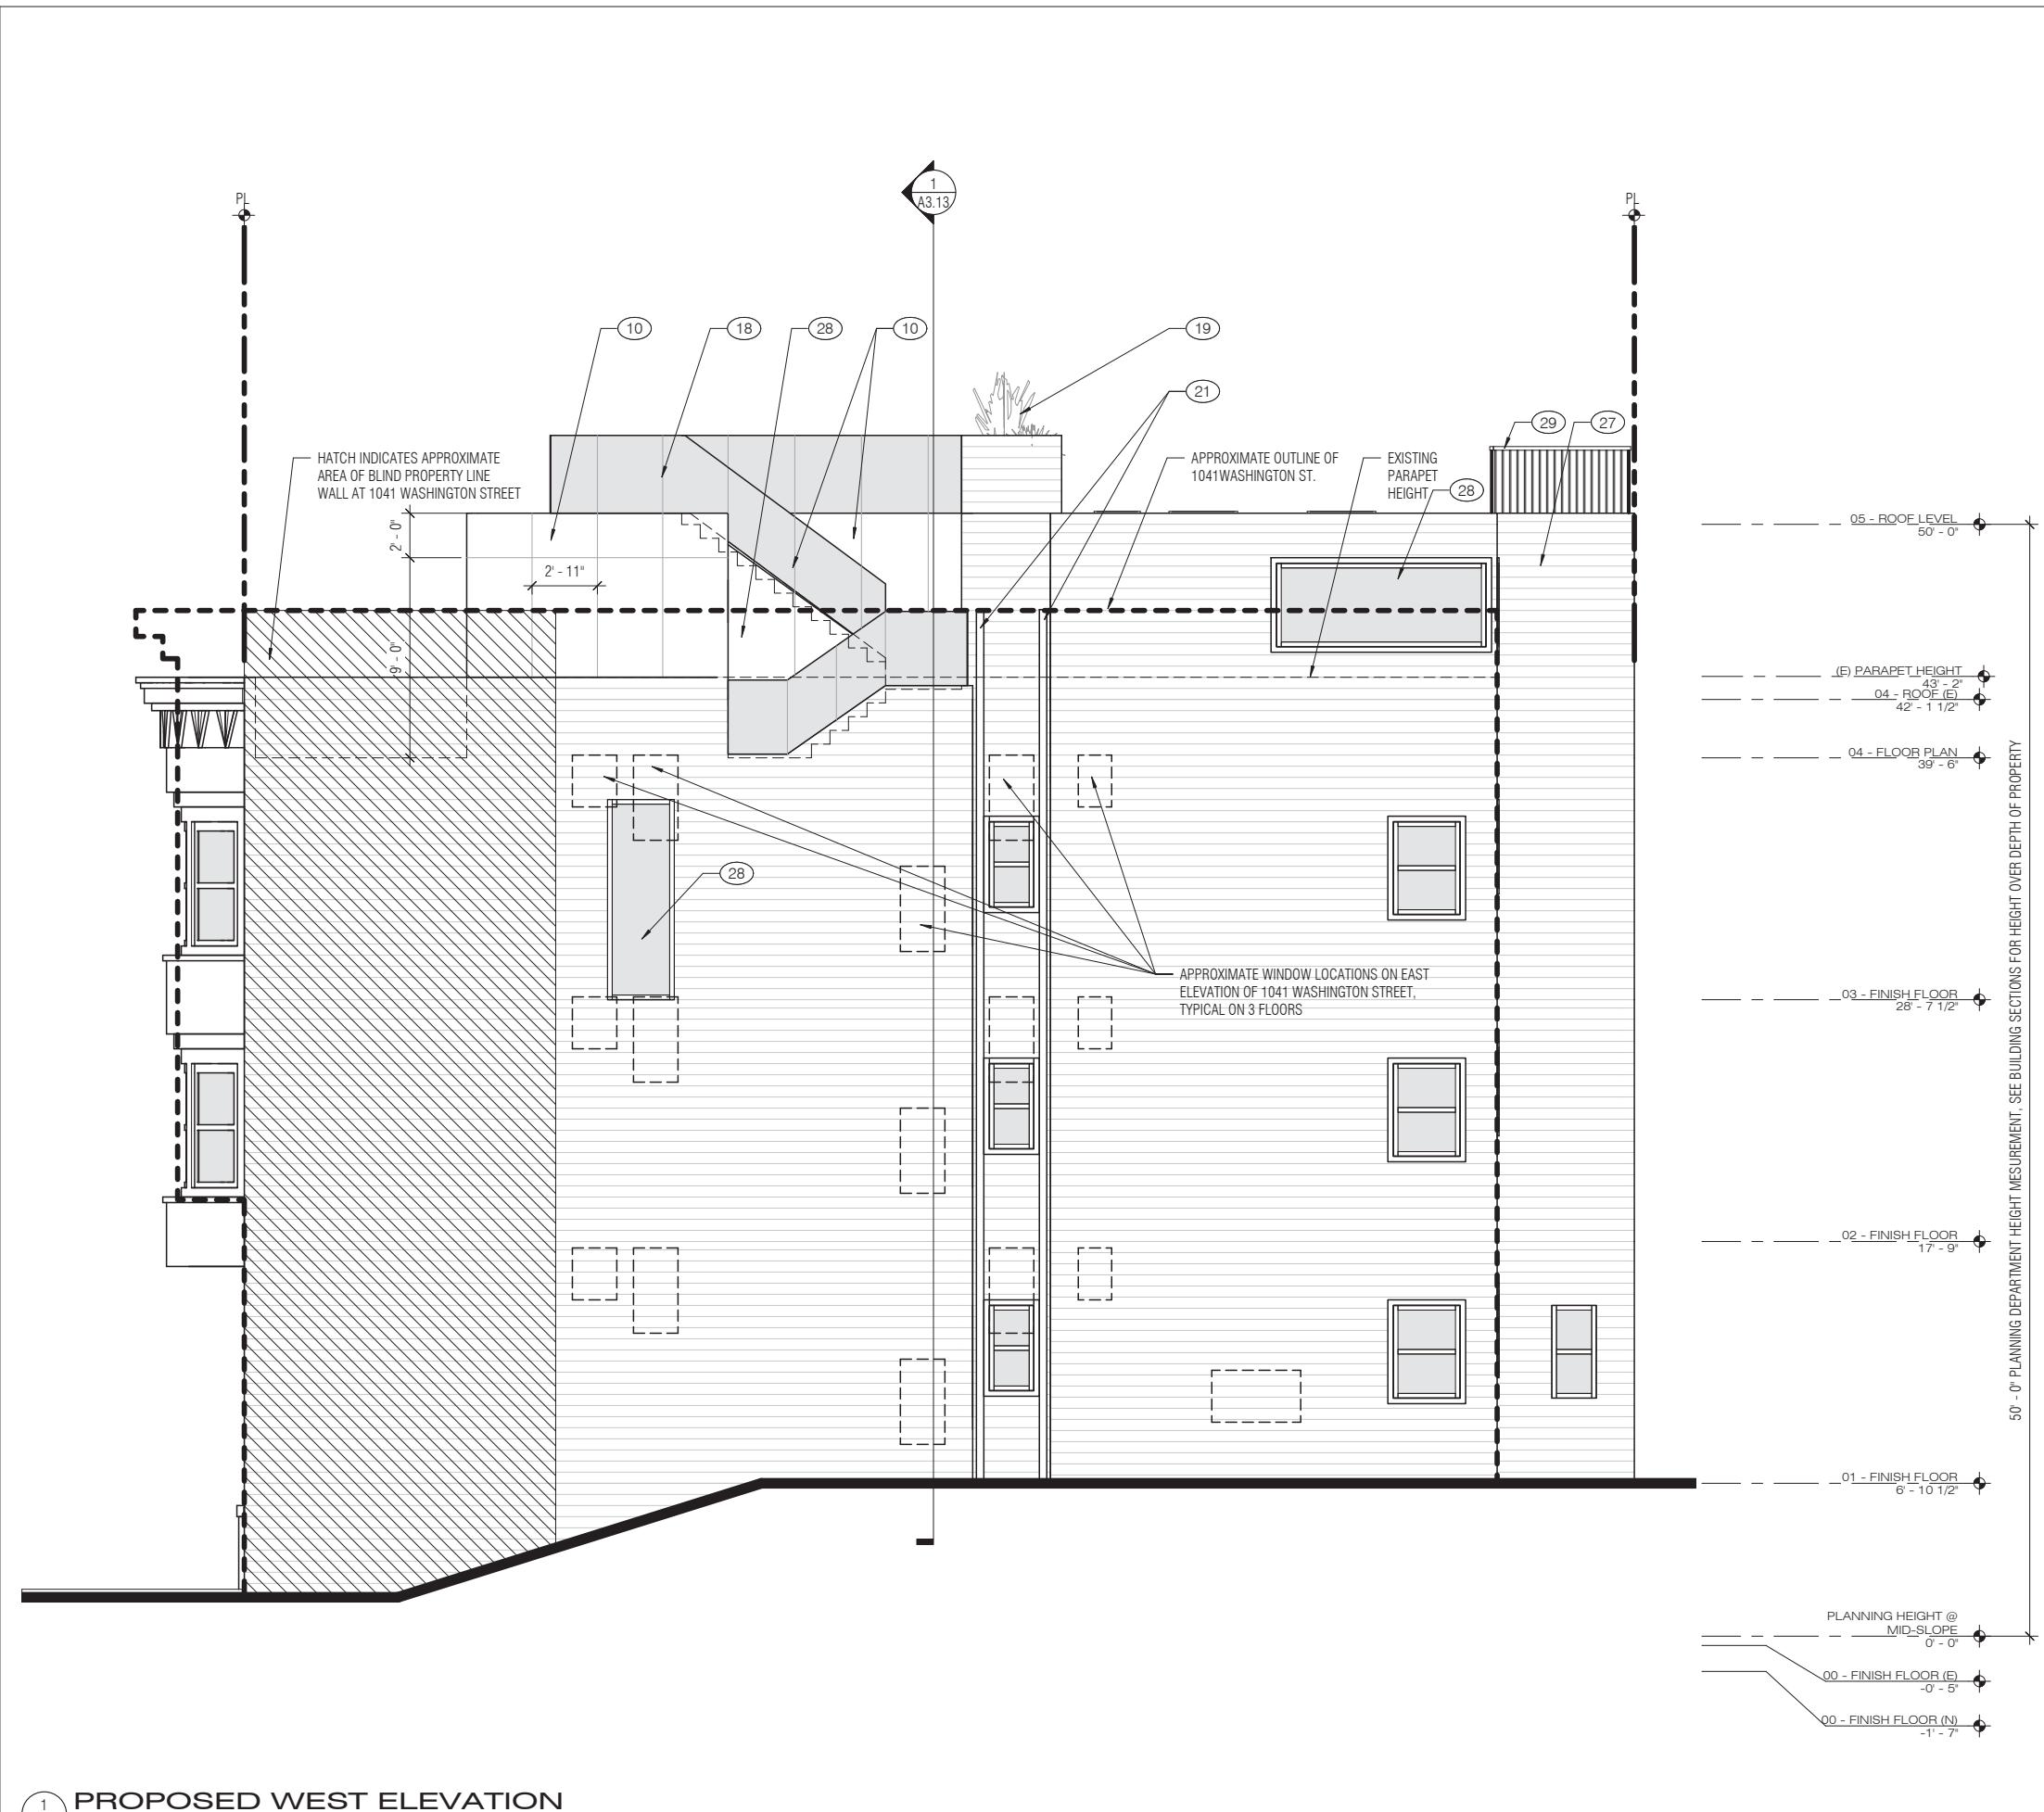 1
A3.13
PL
PL
10
18
28
10
19
21
29
27
HATCH INDICATES APPROXIMATE
AREA OF BLIND PROPERTY LINE
WALL AT 1041 WASHINGTON STREET
APPROXIMATE OUTLINE OF
1041WASHINGTON ST.
EXISTING
PARAPET
HEIGHT
28
2' - 0"
2' - 11"
9' - 0"
05 - ROOF LEVEL
50' - 0"
(E) PARAPET HEIGHT
43' - 2"
04 - ROOF (E)
42' - 1 1/2"
04 - FLOOR PLAN
39' - 6"
28
APPROXIMATE WINDOW LOCATIONS ON EAST
ELEVATION OF 1041 WASHINGTON STREET,
TYPICAL ON 3 FLOORS
03 - FINISH FLOOR
28' - 7 1/2"
02 - FINISH FLOOR
17' - 9"
01 - FINISH FLOOR
6' - 10 1/2"
50' - 0" PLANNING DEPARTMENT HEIGHT MESUREMENT, SEE BUILDING SECTIONS FOR HEIGHT OVER DEPTH OF PROPERTY
PLANNING HEIGHT @
MID-SLOPE
0' - 0"
00 - FINISH FLOOR (E)
-0' - 5"
00 - FINISH FLOOR (N)
-1' - 7"
1
PROPOSED WEST ELEVATION